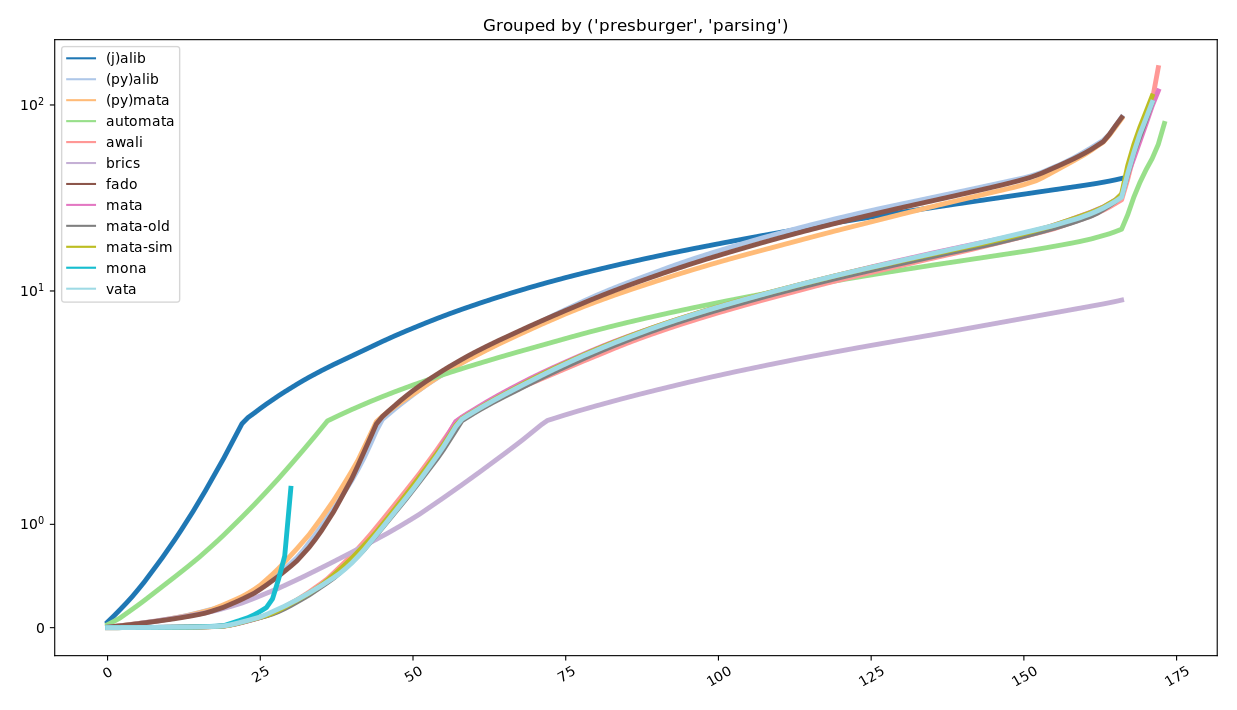 Grouped by ('presburger', 'parsing')
(j)alib
(py)alib
(py)mata
automata
awali
brics
fado
mata
mata-old
mata-sim
mona
vata
10²
10¹
10⁰
0
0
25
50
75
100
125
150
175